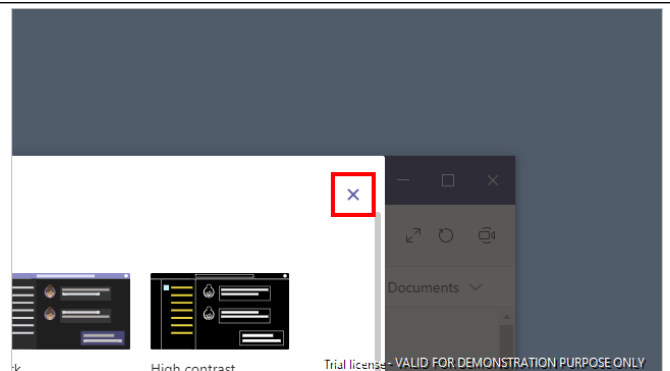 Documents
High contrast
Trial license - VALID FOR DEMONSTRATION PURPOSE ONLY